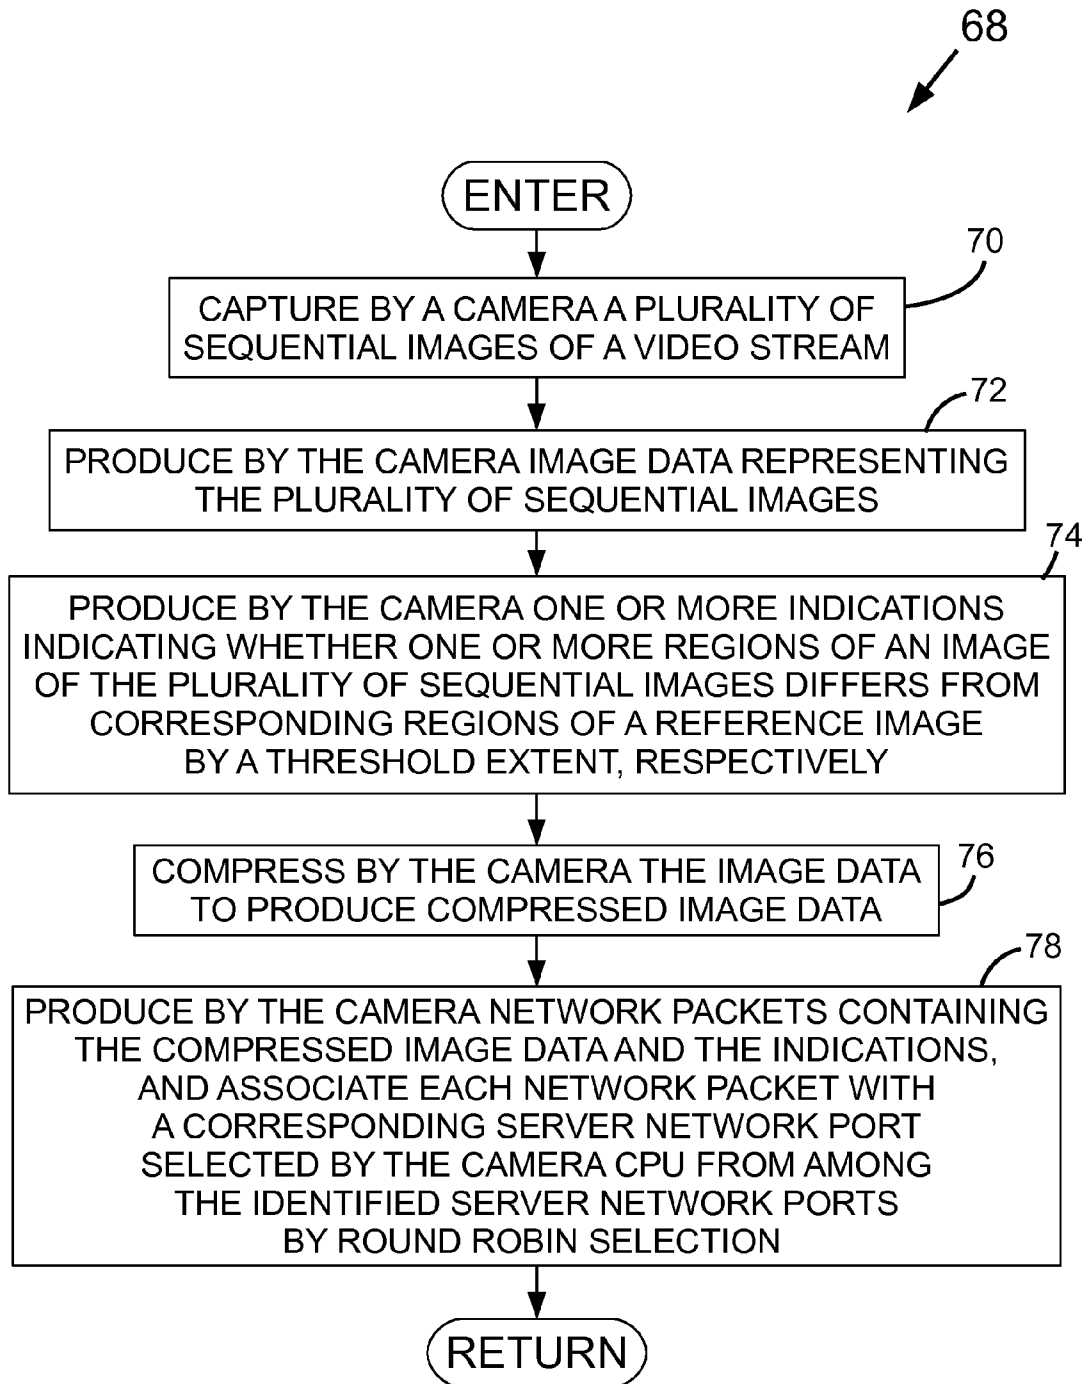 68
ENTER
70
CAPTURE BY A CAMERA A PLURALITY OF
SEQUENTIAL IMAGES OF A VIDEO STREAM
72
PRODUCE BY THE CAMERA IMAGE DATA REPRESENTING
THE PLURALITY OF SEQUENTIAL IMAGES
74
PRODUCE BY THE CAMERA ONE OR MORE INDICATIONS
INDICATING WHETHER ONE OR MORE REGIONS OF AN IMAGE
OF THE PLURALITY OF SEQUENTIAL IMAGES DIFFERS FROM
CORRESPONDING REGIONS OF A REFERENCE IMAGE
BY A THRESHOLD EXTENT, RESPECTIVELY
76
COMPRESS BY THE CAMERA THE IMAGE DATA
TO PRODUCE COMPRESSED IMAGE DATA
78
PRODUCE BY THE CAMERA NETWORK PACKETS CONTAINING
THE COMPRESSED IMAGE DATA AND THE INDICATIONS,
AND ASSOCIATE EACH NETWORK PACKET WITH
A CORRESPONDING SERVER NETWORK PORT
SELECTED BY THE CAMERA CPU FROM AMONG
THE IDENTIFIED SERVER NETWORK PORTS
BY ROUND ROBIN SELECTION
RETURN